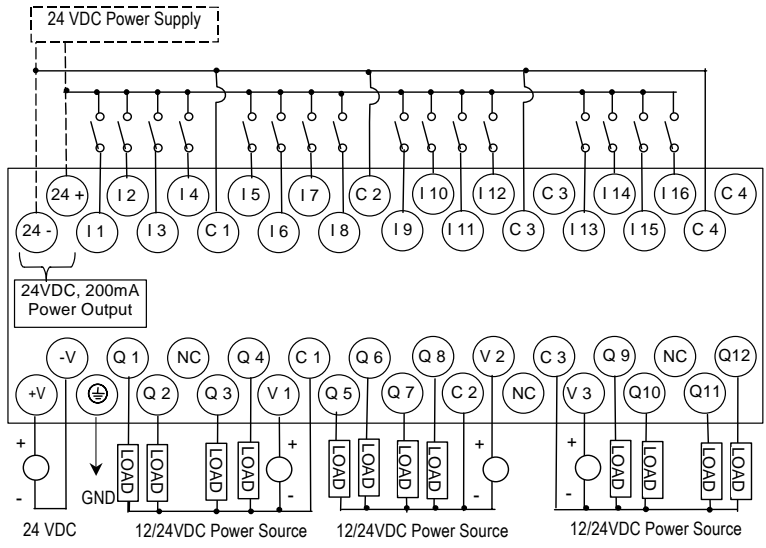 24 VDC Power Supply
24 + I 2 I 4 I 5 I 7 C 2 I 10 I 12 C 3 I 14 I 16 C 4
24 - I 1 I 3 C 1 I 6 I 8 I 9 I 11 C 3 I 13 I 15 C 4
24VDC, 200mA
Power Output
-V Q 1 NC Q 4 C 1 Q 6 Q 8 V 2 C 3 Q 9 NC Q12
+V Q 2 Q 3 V 1 Q 5 Q 7 C 2 NC V 3 Q10 Q11
+ LOAD LOAD LOAD LOAD + LOAD LOAD LOAD LOAD + + LOAD LOAD LOAD LOAD
- GND - - -
24 VDC 12/24VDC Power Source 12/24VDC Power Source 12/24VDC Power Source